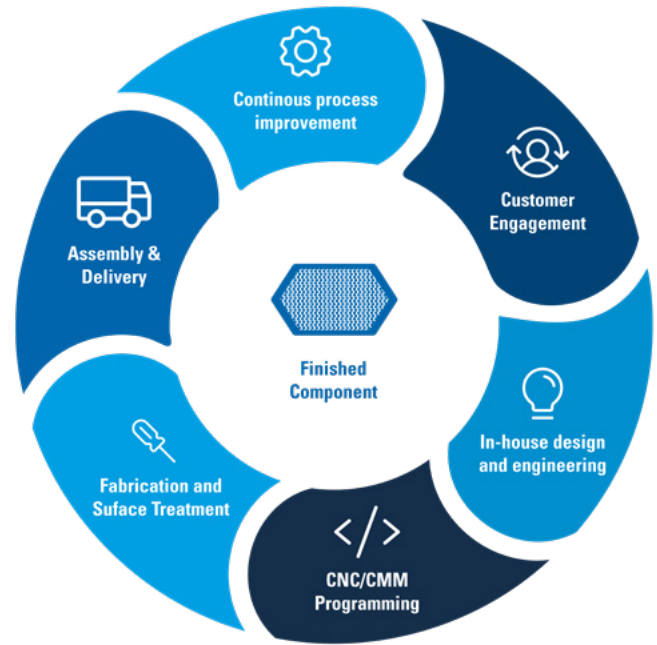 Continous process
improvement
Customer
Engagement
Assembly &
Delivery
Finished
Component
In-house design
and engineering
Fabrication and
Suface Treatment
</>
CNC/CMM
Programming